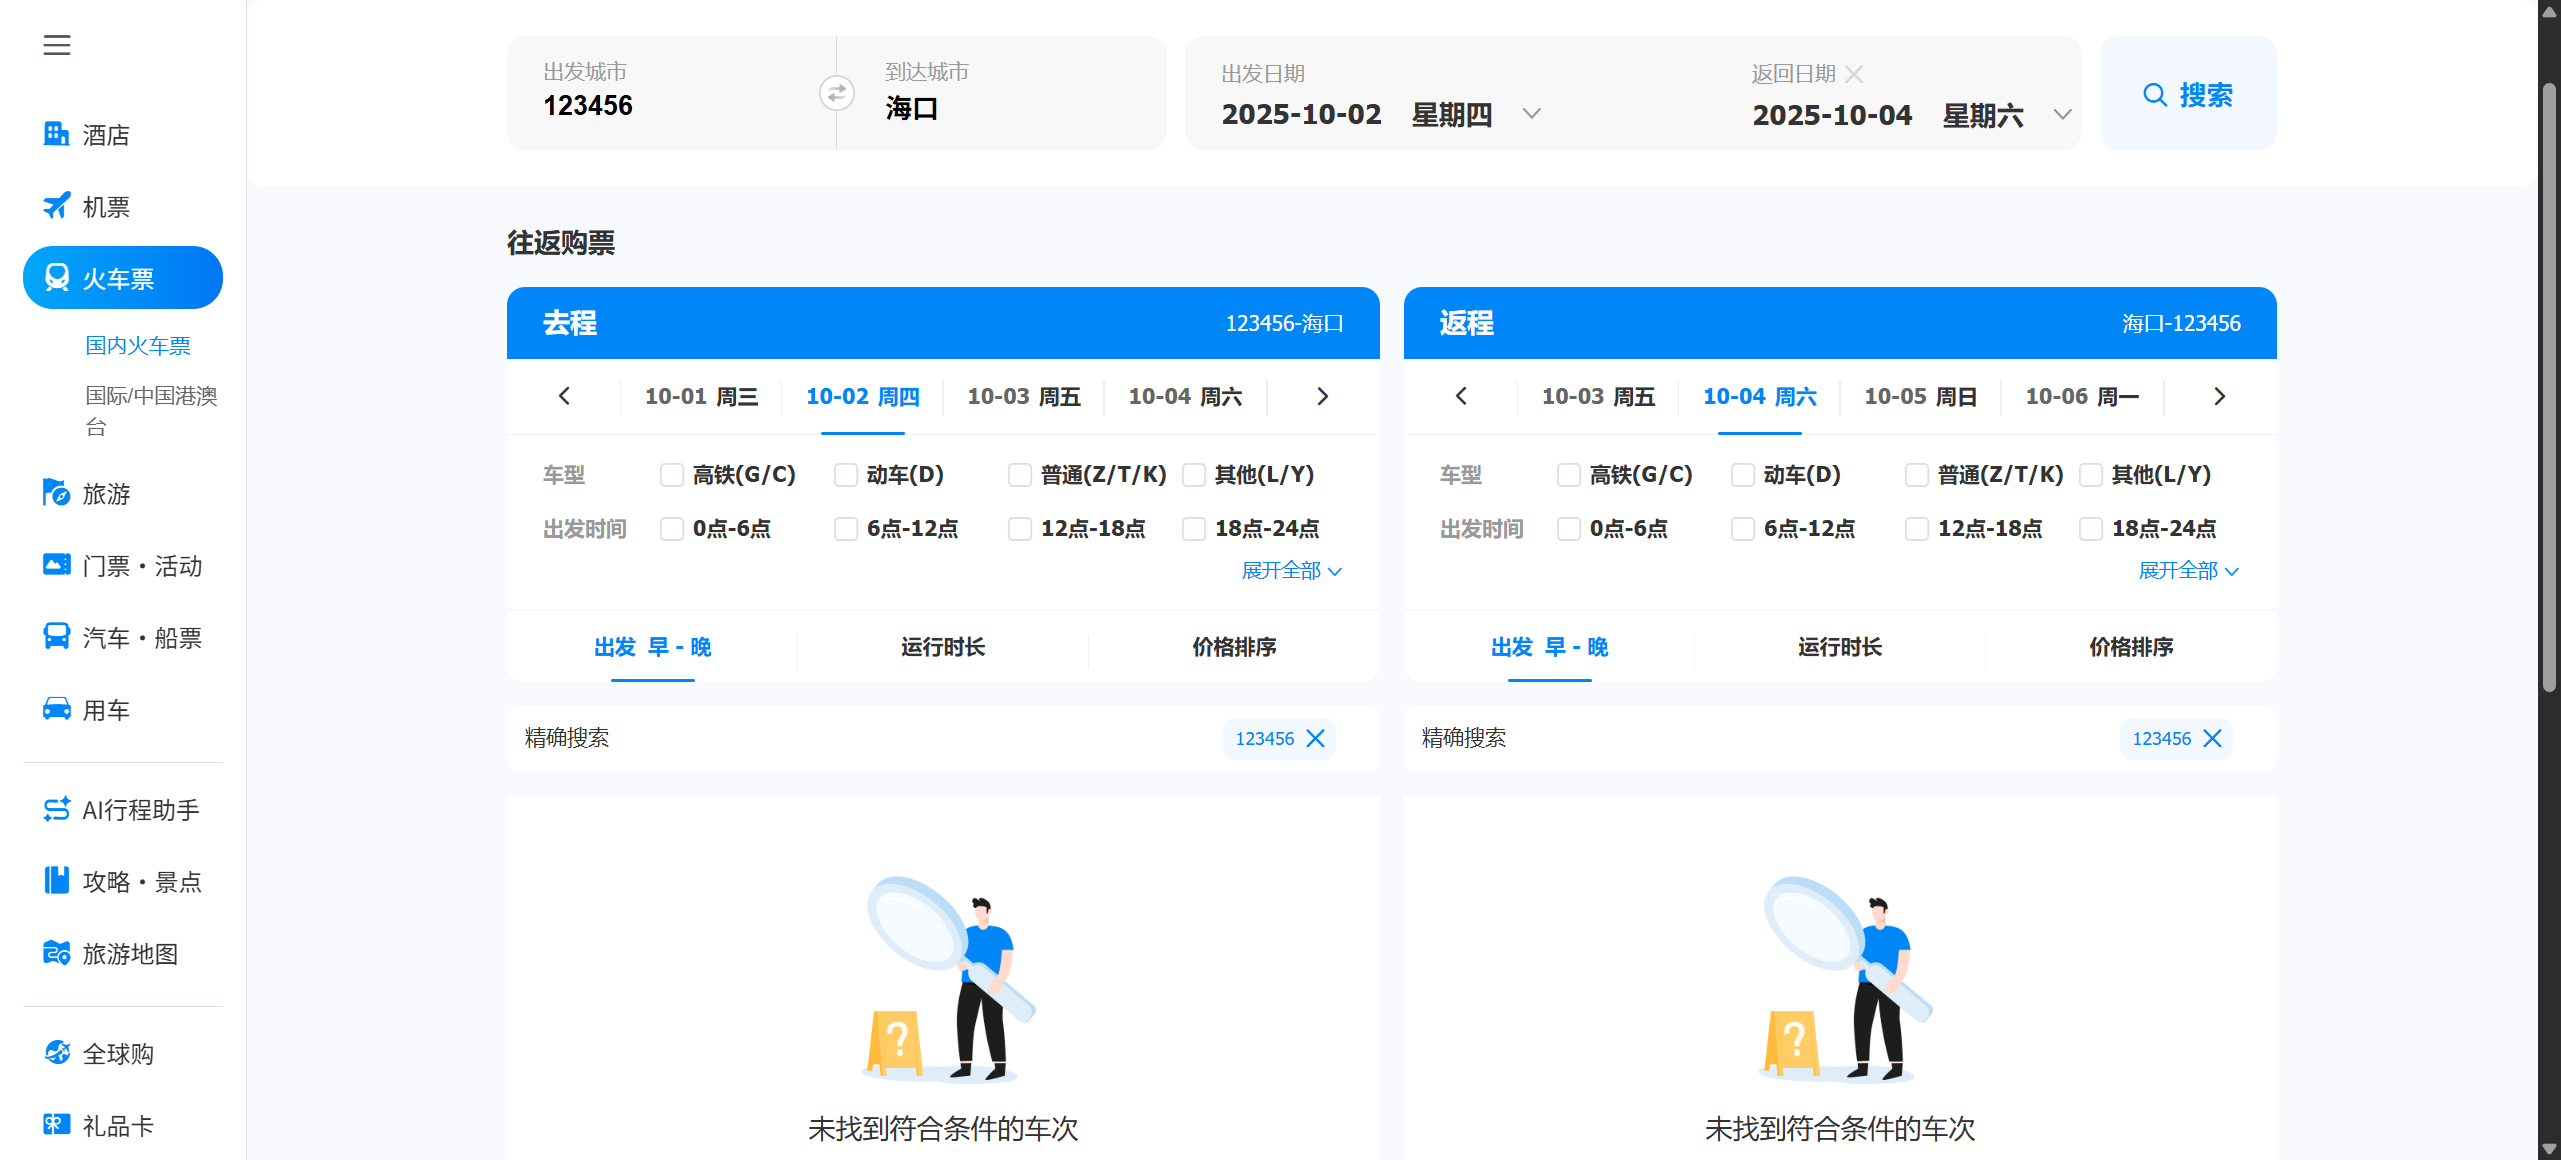 酒店
机票
火车票
国内火车票
国际/中国港澳
台
旅游
门票・活动
汽车・船票
用车
AI行程助手
攻略・景点
旅游地图
全球购
礼品卡
出发城市
123456
到达城市
海口
出发日期
2025-10-02 星期四
返回日期
2025-10-04 星期六
搜索
往返购票
去程 123456-海口
10-01 周三 10-02 周四 10-03 周五 10-04 周六
车型 高铁(G/C) 动车(D) 普通(Z/T/K) 其他(L/Y)
出发时间 0点-6点 6点-12点 12点-18点 18点-24点
展开全部
出发 早 - 晚 运行时长 价格排序
精确搜索 123456
?
未找到符合条件的车次
返程 海口-123456
10-03 周五 10-04 周六 10-05 周日 10-06 周一
车型 高铁(G/C) 动车(D) 普通(Z/T/K) 其他(L/Y)
出发时间 0点-6点 6点-12点 12点-18点 18点-24点
展开全部
出发 早 - 晚 运行时长 价格排序
精确搜索 123456
?
未找到符合条件的车次